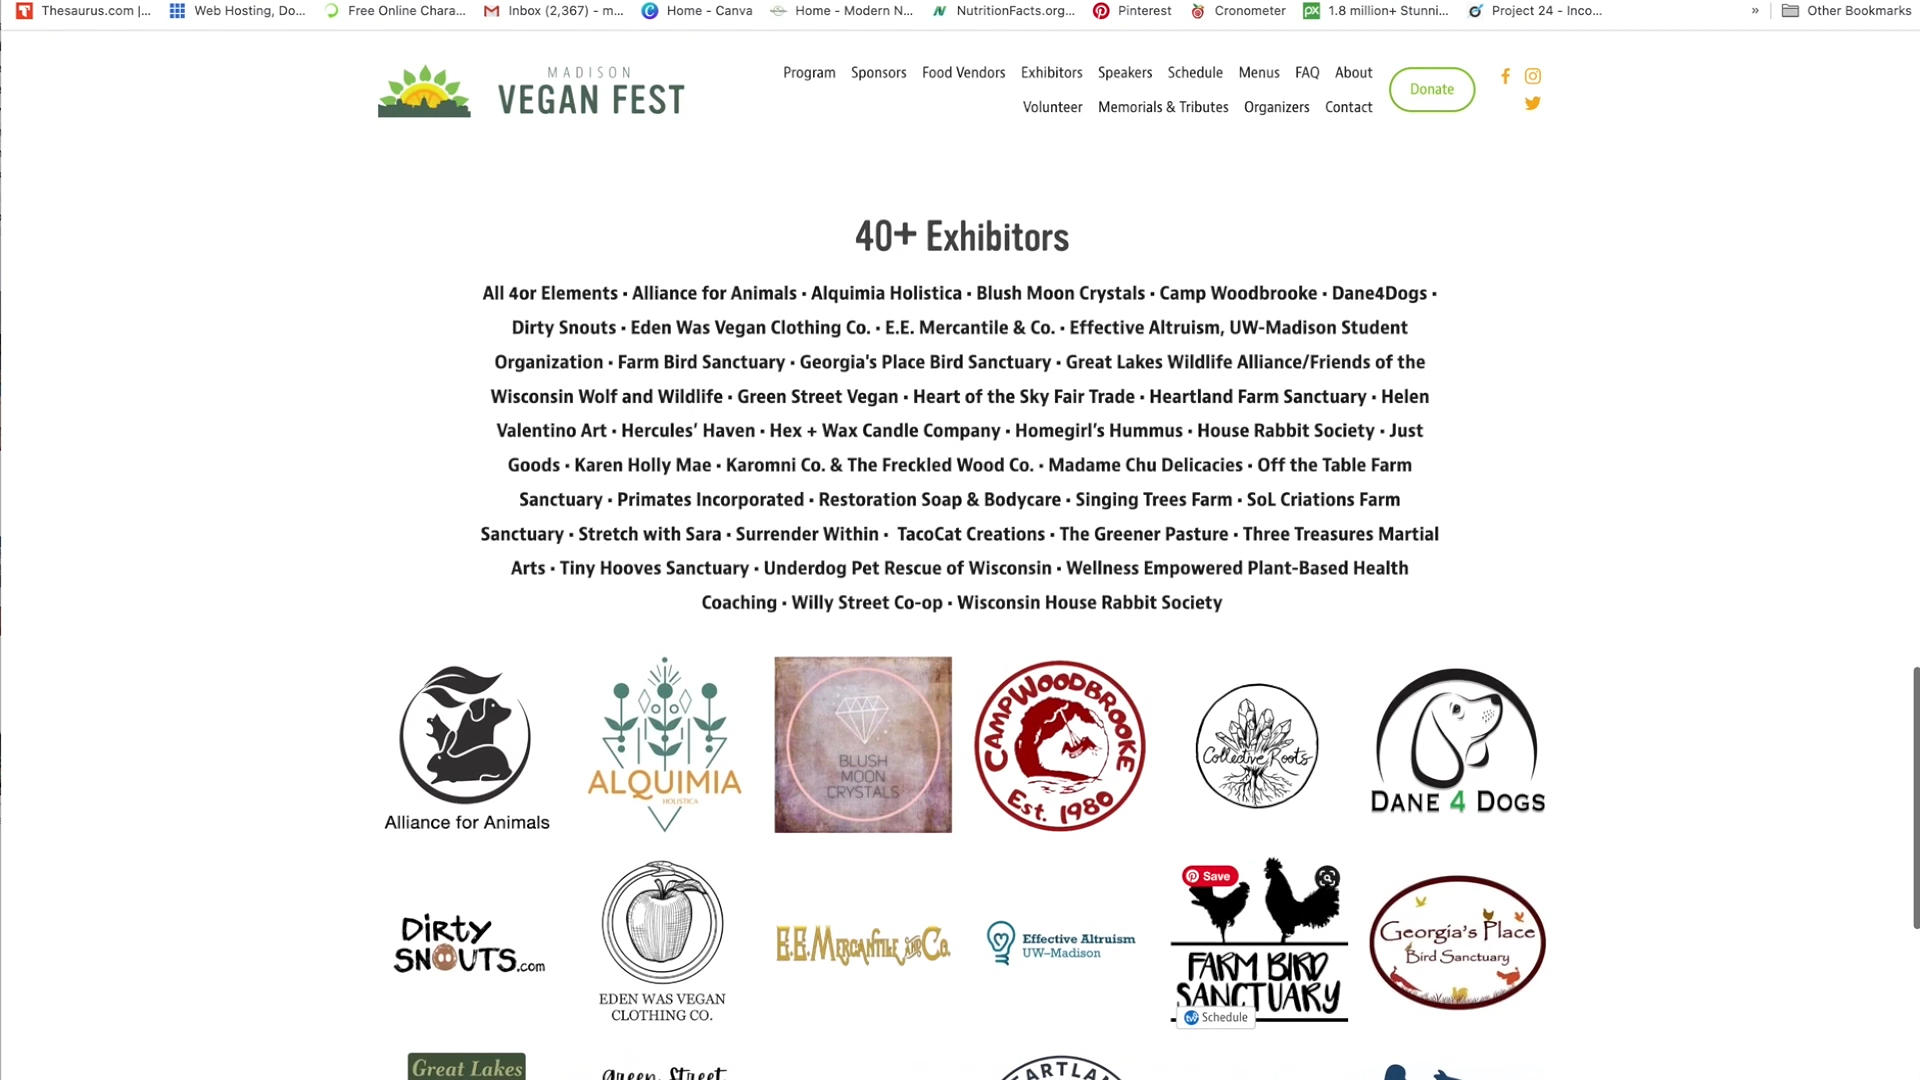 Thesaurus.com |...
Web Hosting, Do...
Free Online Chara...
Inbox (2,367) - m...
Home - Canva
Home - Modern N...
NutritionFacts.org...
Pinterest
Cronometer
1.8 million+ Stunni...
Project 24 - Inco...
»
Other Bookmarks
MADISON
VEGAN FEST
Program Sponsors Food Vendors Exhibitors Speakers Schedule Menus FAQ About
Volunteer Memorials & Tributes Organizers Contact
Donate
40+ Exhibitors
All 4or Elements · Alliance for Animals · Alquimia Holistica · Blush Moon Crystals · Camp Woodbrooke · Dane4Dogs ·
Dirty Snouts · Eden Was Vegan Clothing Co. · E.E. Mercantile & Co. · Effective Altruism, UW-Madison Student
Organization · Farm Bird Sanctuary · Georgia's Place Bird Sanctuary · Great Lakes Wildlife Alliance/Friends of the
Wisconsin Wolf and Wildlife · Green Street Vegan · Heart of the Sky Fair Trade · Heartland Farm Sanctuary · Helen
Valentino Art · Hercules' Haven · Hex + Wax Candle Company · Homegirl's Hummus · House Rabbit Society · Just
Goods · Karen Holly Mae · Karomni Co. & The Freckled Wood Co. · Madame Chu Delicacies · Off the Table Farm
Sanctuary · Primates Incorporated · Restoration Soap & Bodycare · Singing Trees Farm · SoL Criations Farm
Sanctuary · Stretch with Sara · Surrender Within · TacoCat Creations · The Greener Pasture · Three Treasures Martial
Arts · Tiny Hooves Sanctuary · Underdog Pet Rescue of Wisconsin · Wellness Empowered Plant-Based Health
Coaching · Willy Street Co-op · Wisconsin House Rabbit Society
Alliance for Animals
ALQUIMIA
HOLISTICA
BLUSH
MOON
CRYSTALS
CAMP WOODBROOKE
Est. 1980
Collective Roots
DANE 4 DOGS
DIRTY
SNOUTS.com
EDEN WAS VEGAN
CLOTHING CO.
E.E. MERCANTILE AND CO.
Effective Altruism
UW–Madison
Save
FARM BIRD
SANCTUARY
Schedule
Georgia's Place
Bird Sanctuary
Great Lakes
Green Street